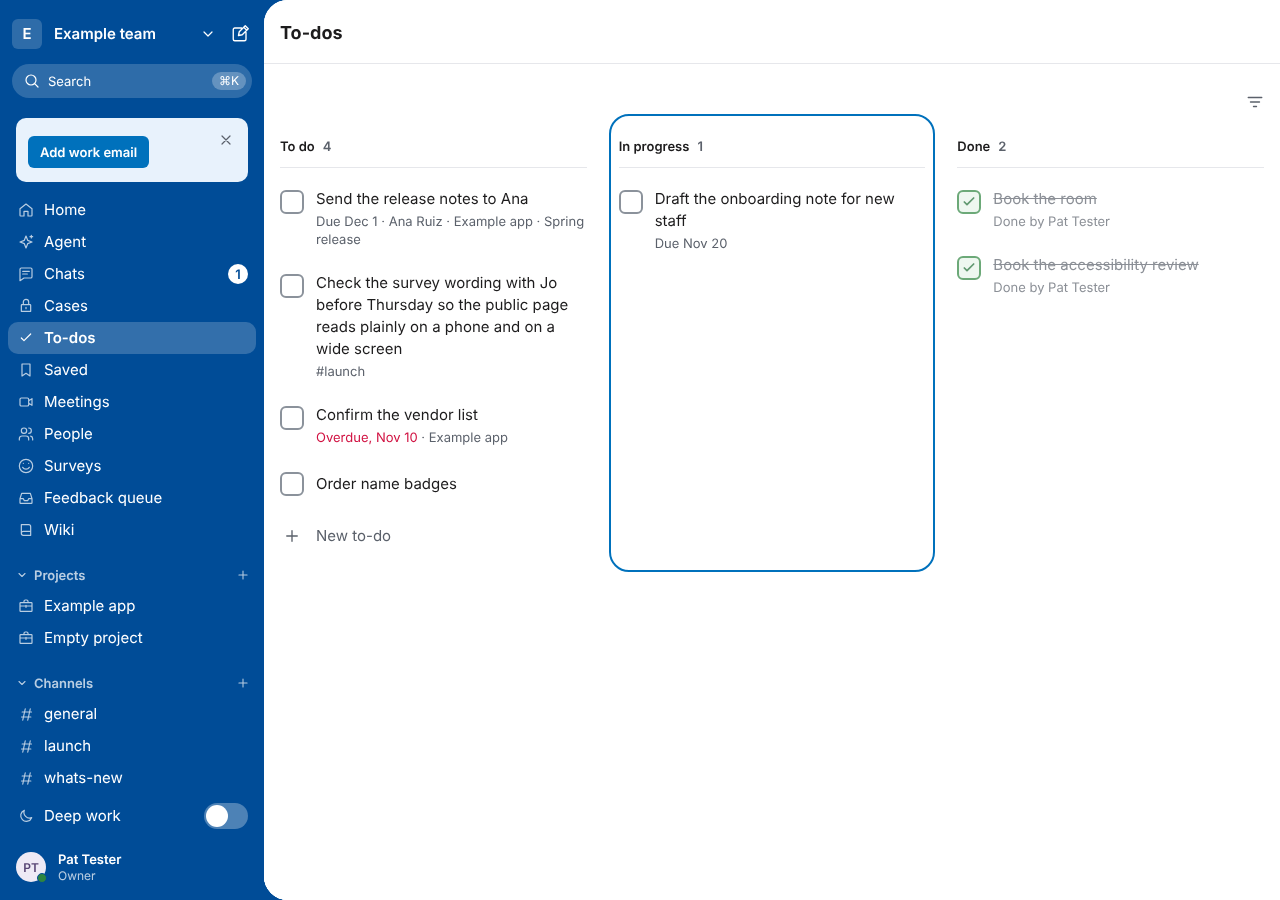 E
Example team
Search
⌘K
Add work email
Home
Agent
Chats
1
Cases
To-dos
Saved
Meetings
People
Surveys
Feedback queue
Wiki
Projects
Example app
Empty project
Channels
general
launch
whats-new
Deep work
PT
Pat Tester
Owner
To-dos
To do 4
Send the release notes to Ana
Due Dec 1 · Ana Ruiz · Example app · Spring
release
Check the survey wording with Jo
before Thursday so the public page
reads plainly on a phone and on a
wide screen
#launch
Confirm the vendor list
Overdue, Nov 10 · Example app
Order name badges
New to-do
In progress 1
Draft the onboarding note for new
staff
Due Nov 20
Done 2
Book the room
Done by Pat Tester
Book the accessibility review
Done by Pat Tester